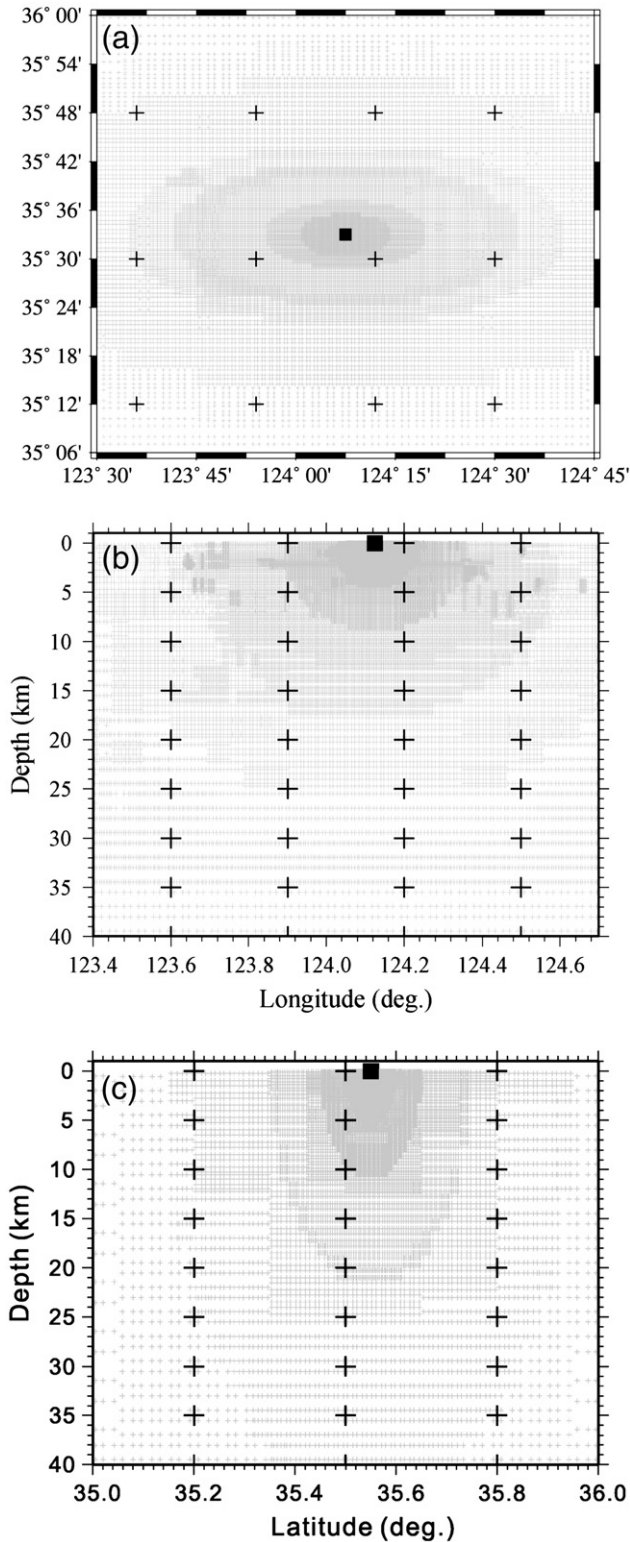 (a)
36° 00'
35° 54'
35° 48'
35° 42'
35° 36'
35° 30'
35° 24'
35° 18'
35° 12'
35° 06'
123° 30' 123° 45' 124° 00' 124° 15' 124° 30' 124° 45'
(b)
0
5
10
15
20
25
30
35
40
Depth (km)
123.4 123.6 123.8 124.0 124.2 124.4 124.6
Longitude (deg.)
(c)
0
5
10
15
20
25
30
35
40
Depth (km)
35.0 35.2 35.4 35.6 35.8 36.0
Latitude (deg.)